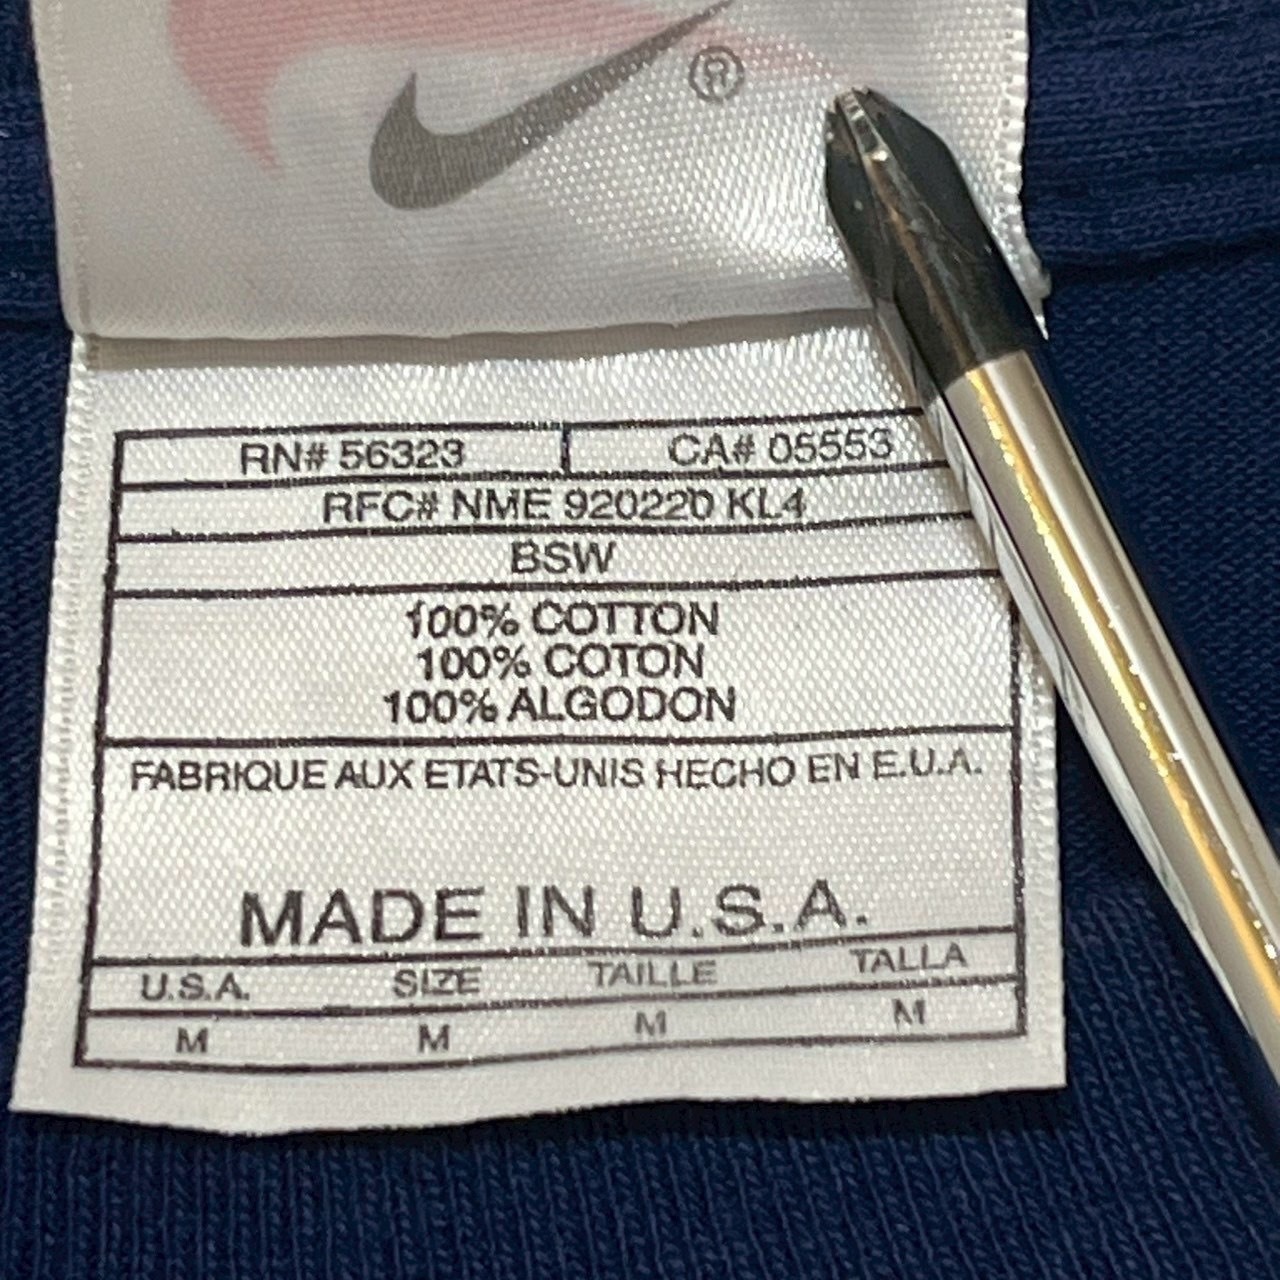 ®
RN# 56323 CA# 05553
RFC# NME 920220 KL4
BSW
100% COTTON
100% COTON
100% ALGODON
FABRIQUE AUX ETATS-UNIS HECHO EN E.U.A.
MADE IN U.S.A.
U.S.A. SIZE TAILLE TALLA
M M M M